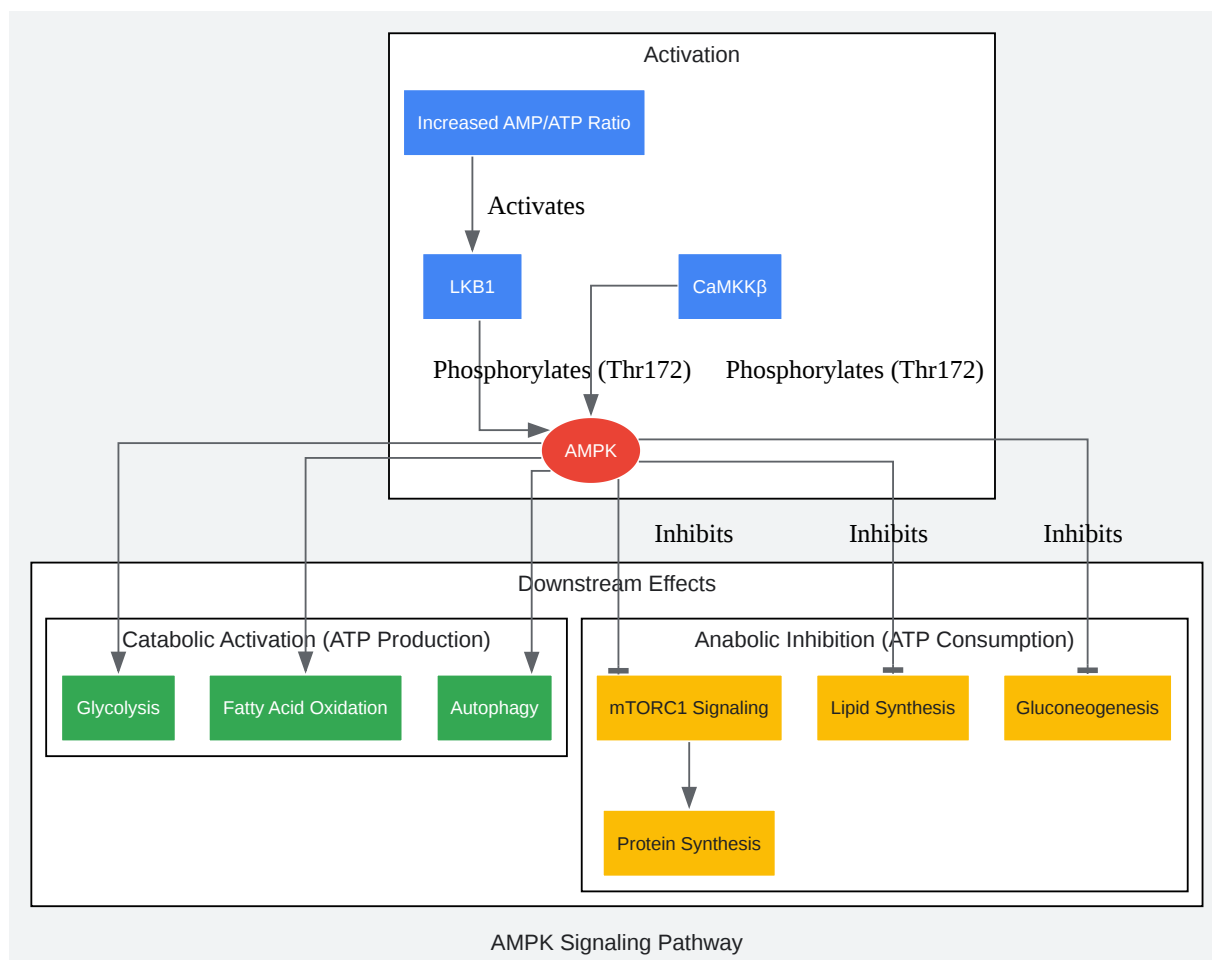 Activation
Increased AMP/ATP Ratio
Activates
LKB1
CaMKKβ
Phosphorylates (Thr172)
Phosphorylates (Thr172)
AMPK
Inhibits
Inhibits
Inhibits
Downstream Effects
Catabolic Activation (ATP Production)
Anabolic Inhibition (ATP Consumption)
Glycolysis
Fatty Acid Oxidation
Autophagy
mTORC1 Signaling
Lipid Synthesis
Gluconeogenesis
Protein Synthesis
AMPK Signaling Pathway